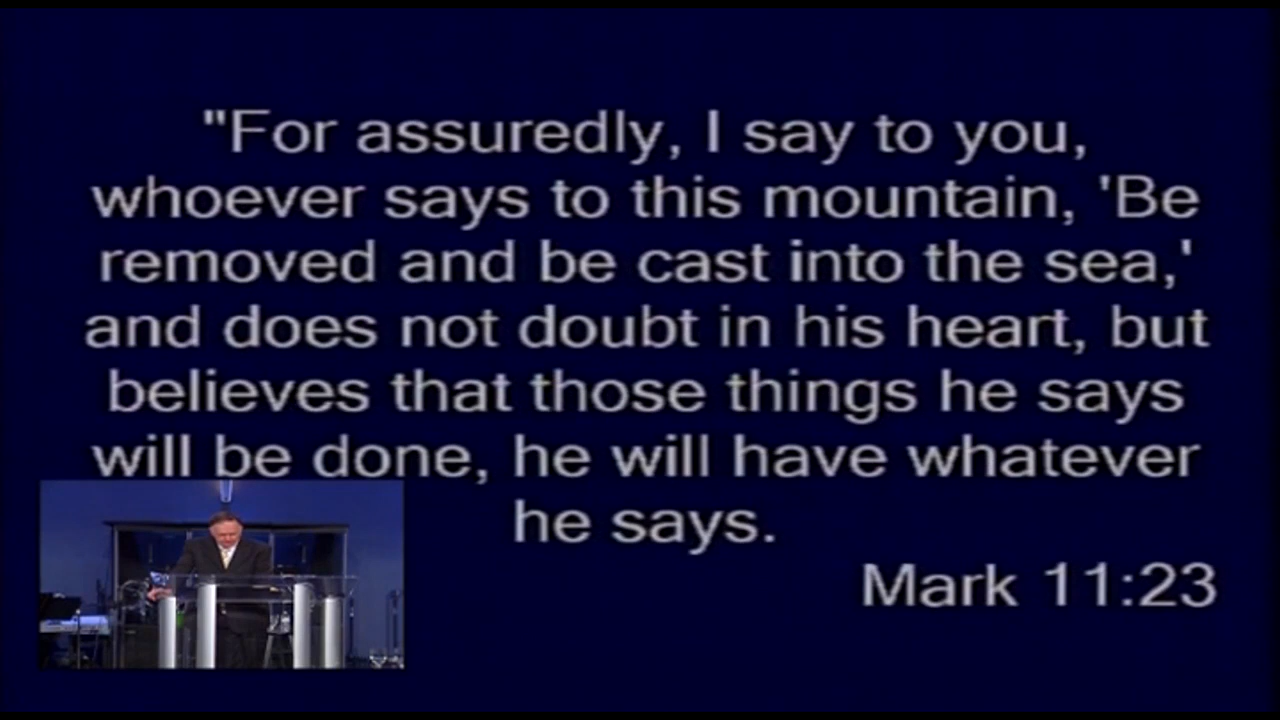 "For assuredly, I say to you,
whoever says to this mountain, 'Be
removed and be cast into the sea,'
and does not doubt in his heart, but
believes that those things he says
will be done, he will have whatever
he says.
Mark 11:23